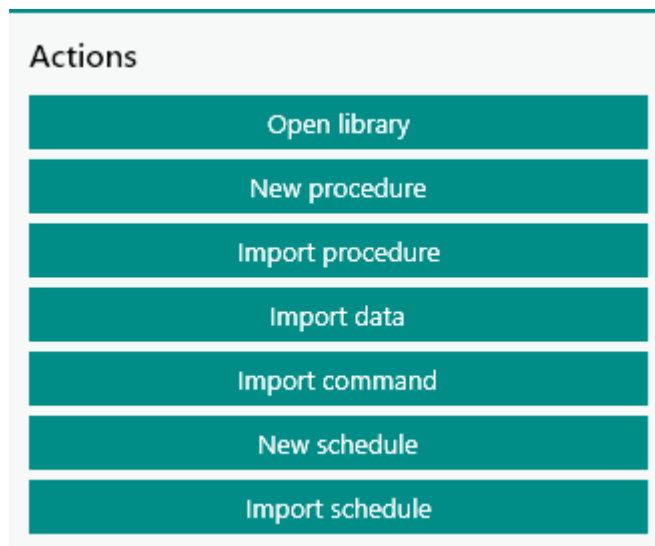 Actions
Open library
New procedure
Import procedure
Import data
Import command
New schedule
Import schedule